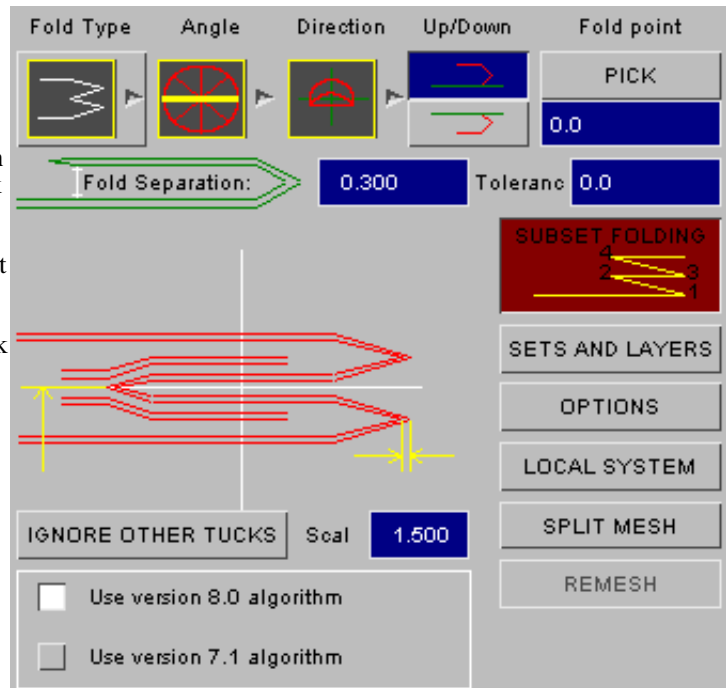 Fold Type Angle Direction Up/Down Fold point
PICK
0.0
Fold Separation: 0.300 Toleranc 0.0
SUBSET FOLDING
4
2 3
1
t
k
SETS AND LAYERS
OPTIONS
LOCAL SYSTEM
IGNORE OTHER TUCKS Scal 1.500 SPLIT MESH
REMESH
Use version 8.0 algorithm
Use version 7.1 algorithm